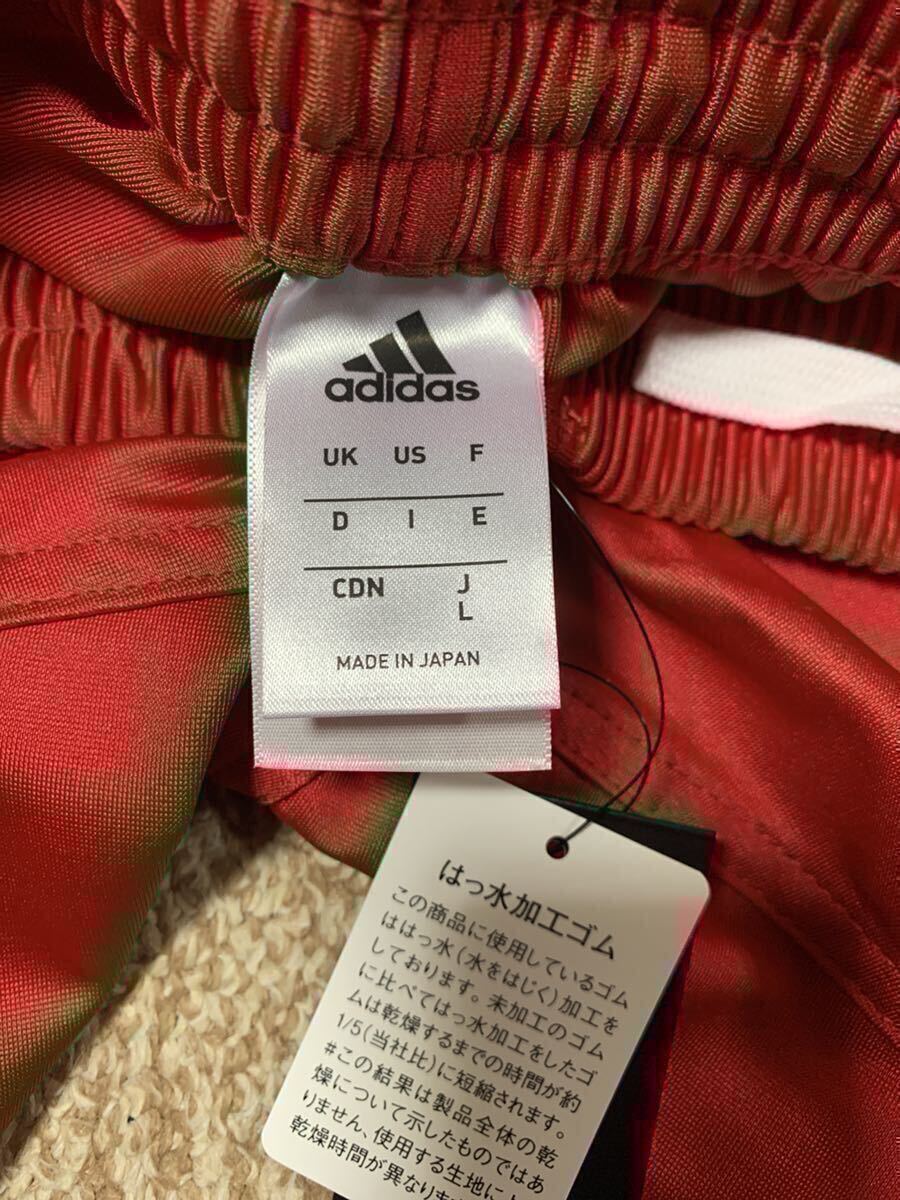 adidas
UK US F
D I E
CDN J
L
MADE IN JAPAN
はっ水加工ゴム
この商品に使用しているゴム
ははっ水(水をはじく)加工を
しております。未加工のゴム
に比べてはっ水加工をしたゴ
ムは乾燥するまでの時間が約
1/5(当社比)に短縮されます。
#この結果は製品全体の乾
燥について示したものではあ
りません、使用する生地によ
乾燥時間が異なりませ